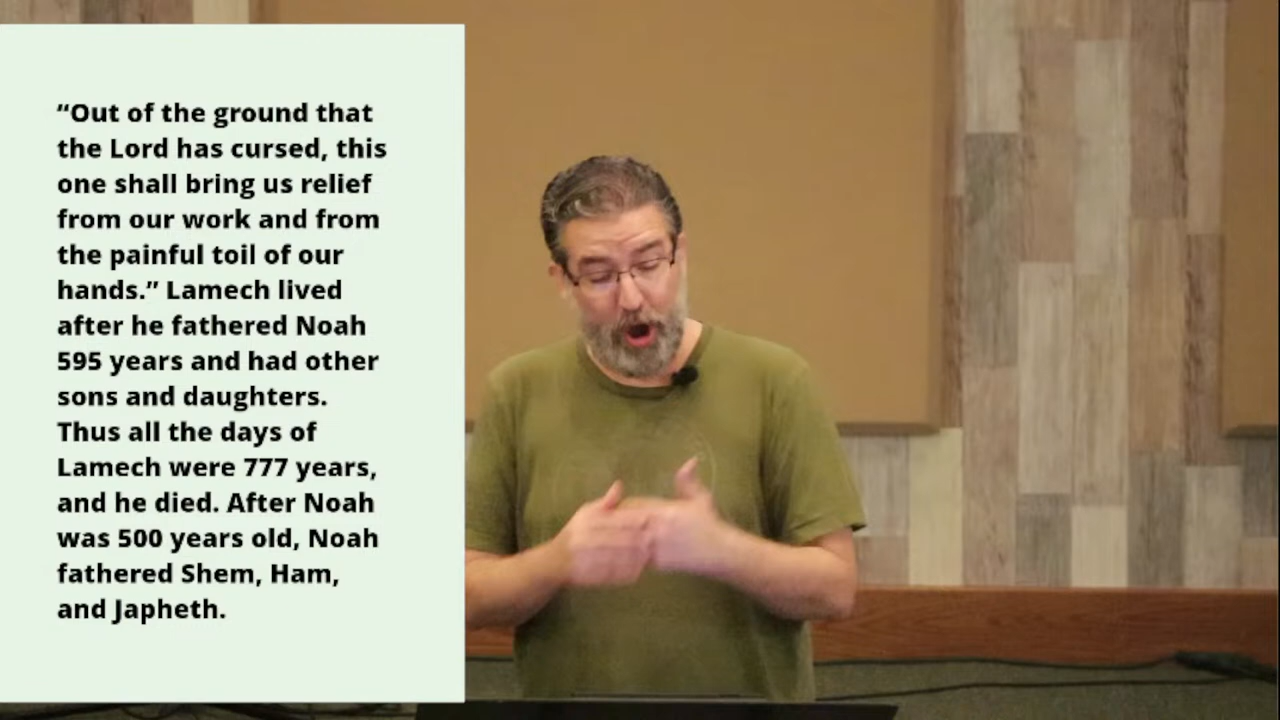 “Out of the ground that
the Lord has cursed, this
one shall bring us relief
from our work and from
the painful toil of our
hands.” Lamech lived
after he fathered Noah
595 years and had other
sons and daughters.
Thus all the days of
Lamech were 777 years,
and he died. After Noah
was 500 years old, Noah
fathered Shem, Ham,
and Japheth.